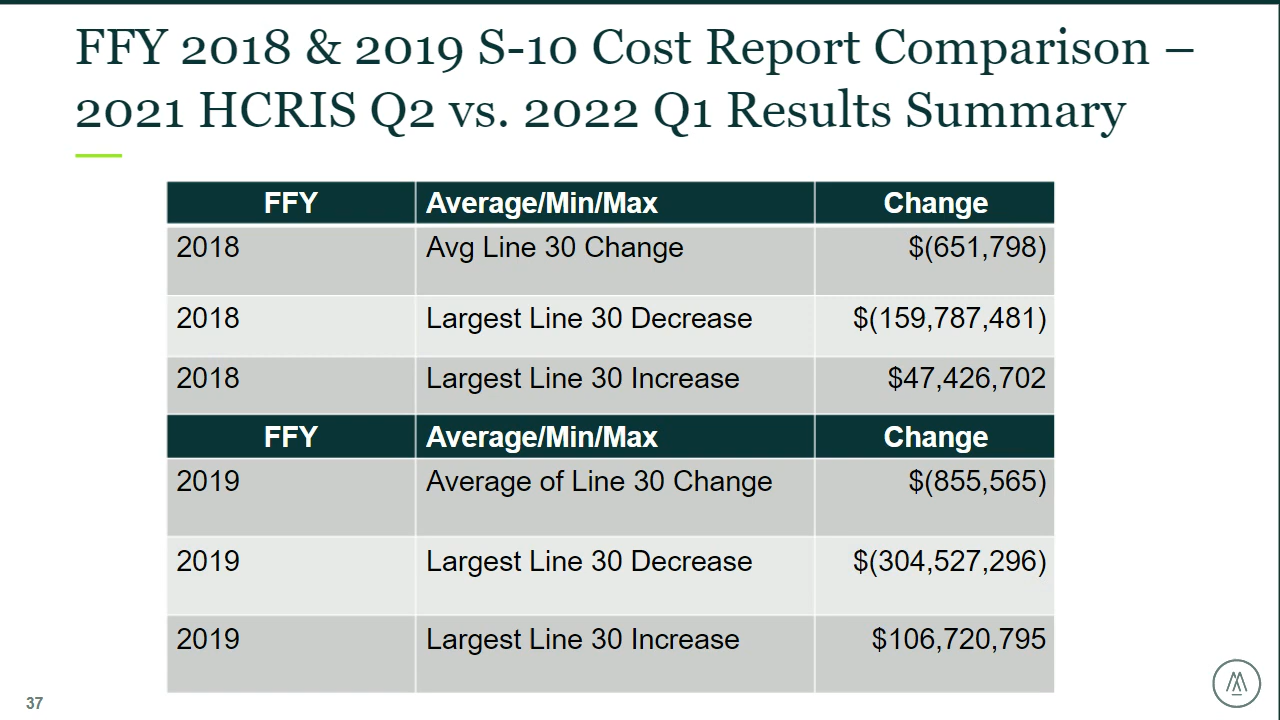 FFY 2018 & 2019 S-10 Cost Report Comparison –
2021 HCRIS Q2 vs. 2022 Q1 Results Summary
FFY Average/Min/Max Change
2018 Avg Line 30 Change $(651,798)
2018 Largest Line 30 Decrease $(159,787,481)
2018 Largest Line 30 Increase $47,426,702
FFY Average/Min/Max Change
2019 Average of Line 30 Change $(855,565)
2019 Largest Line 30 Decrease $(304,527,296)
2019 Largest Line 30 Increase $106,720,795
37